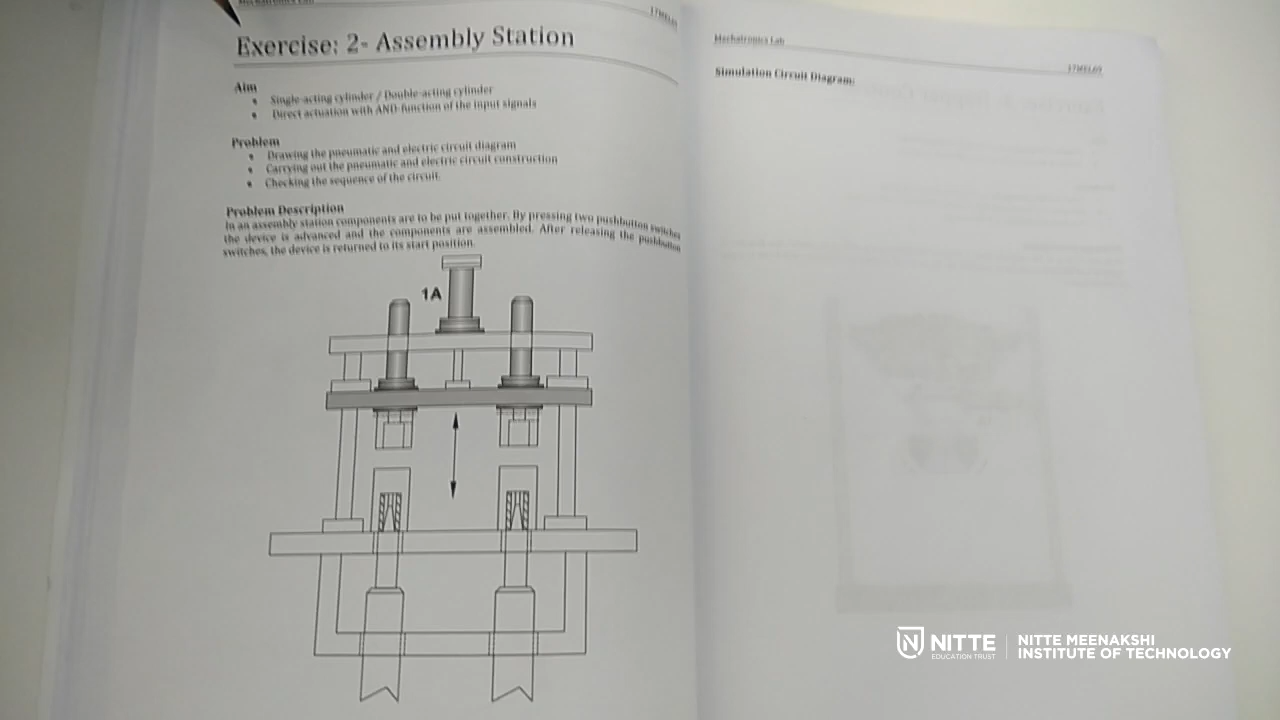 Mechatronics Lab
Exercise: 2- Assembly Station
Aim
• Single-acting cylinder / Double-acting cylinder
• Direct actuation with AND-function of the input signals
Problem
• Drawing the pneumatic and electric circuit diagram
• Carrying out the pneumatic and electric circuit construction
• Checking the sequence of the circuit.
Problem Description
In an assembly station components are to be put together. By pressing two pushbutton switches
the device is advanced and the components are assembled. After releasing the pushbutton
switches, the device is returned to its start position.
1A
Mechatronics Lab
17MEL67
Simulation Circuit Diagram:
N NITTE
EDUCATION TRUST
NITTE MEENAKSHI
INSTITUTE OF TECHNOLOGY